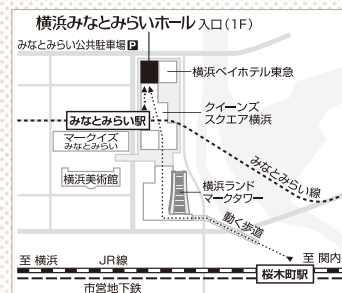 横浜みなとみらいホール 入口(1F)
みなとみらい公共駐車場 P
横浜ベイホテル東急
クイーンズ
スクエア横浜
みなとみらい駅
マークイズ
みなとみらい
みなとみらい線
横浜美術館
横浜ランド
マークタワー
動く歩道
至 横浜
JR線
至 関内
桜木町駅
市営地下鉄